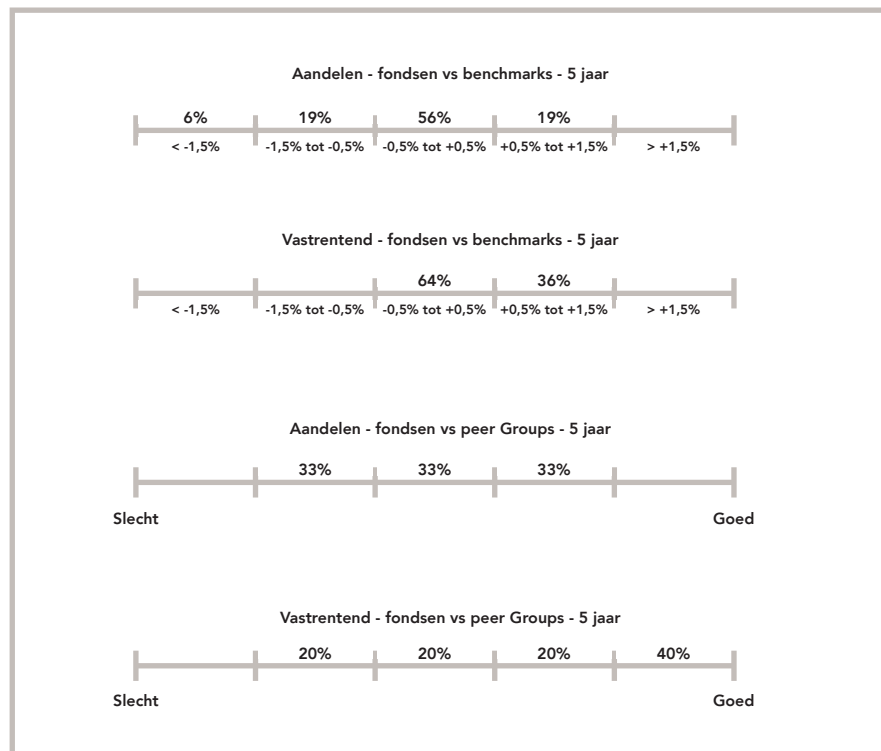 Aandelen - fondsen vs benchmarks - 5 jaar
6% 19% 56% 19%
< -1,5% -1,5% tot -0,5% -0,5% tot +0,5% +0,5% tot +1,5% > +1,5%
Vastrentend - fondsen vs benchmarks - 5 jaar
64% 36%
< -1,5% -1,5% tot -0,5% -0,5% tot +0,5% +0,5% tot +1,5% > +1,5%
Aandelen - fondsen vs peer Groups - 5 jaar
33% 33% 33%
Slecht Goed
Vastrentend - fondsen vs peer Groups - 5 jaar
20% 20% 20% 40%
Slecht Goed